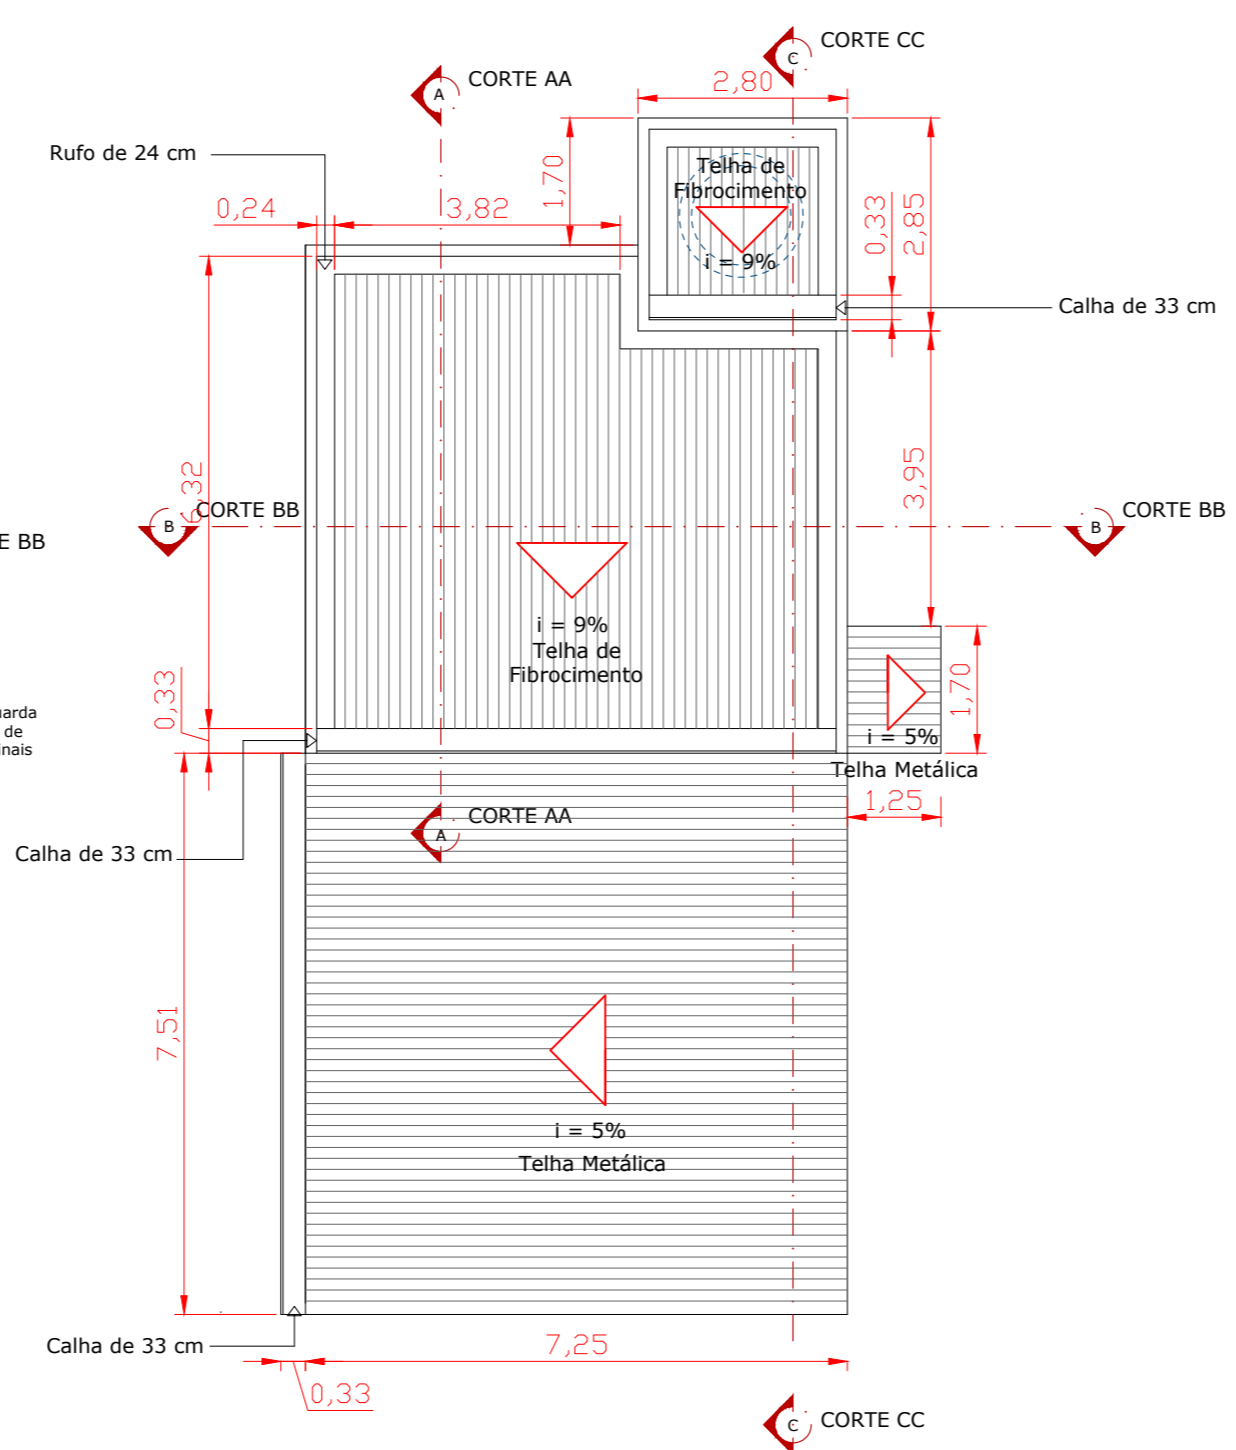 CORTE CC
C
CORTE AA
A
2,80
Rufo de 24 cm
1,70
Telha de
Fibrocimento
0,24
3,82
0,33
2,85
i = 9%
Calha de 33 cm
6,32
3,95
CORTE BB
B
CORTE BB
B
E BB
i = 9%
Telha de
Fibrocimento
0,33
1,70
uarda
de
inais
i = 5%
Telha Metálica
1,25
CORTE AA
A
Calha de 33 cm
7,51
i = 5%
Telha Metálica
Calha de 33 cm
7,25
0,33
CORTE CC
C